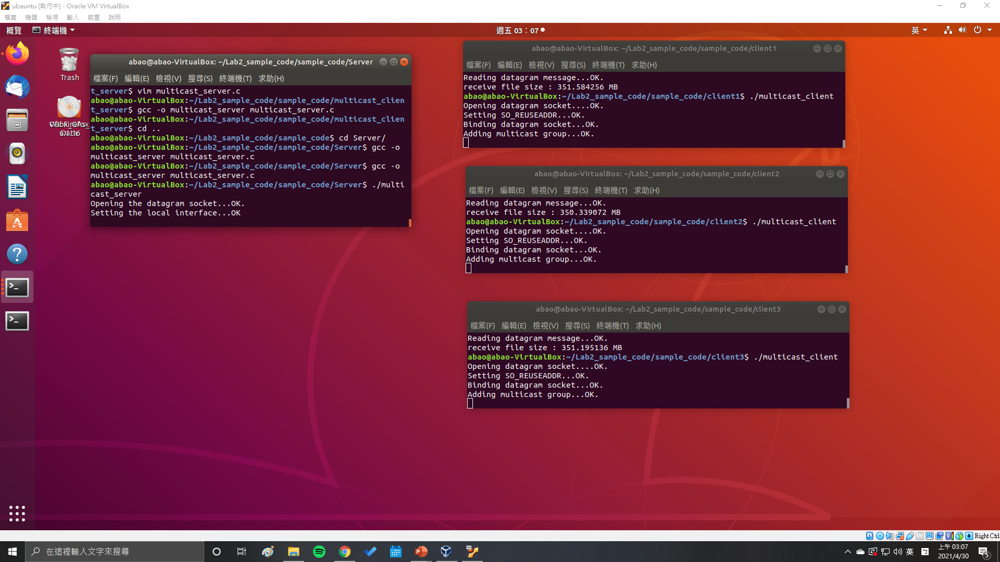 ubauntu [執行中] - Oracle VM VirtualBox
檔案 機器 檢視 輸入 裝置 說明
概覽 終端機 週五 03：07 英
Trash
abao@abao-VirtualBox: ~/Lab2_sample_code/sample_code/Server
檔案(F) 編輯(E) 檢視(V) 搜尋(S) 終端機(T) 求助(H)
t_server$ vim multicast_server.c
abao@abao-VirtualBox:~/Lab2_sample_code/sample_code/multicast_clien
t_server$ gcc -o multicast_server multicast_server.c
abao@abao-VirtualBox:~/Lab2_sample_code/sample_code/multicast_clien
t_server$ cd ..
abao@abao-VirtualBox:~/Lab2_sample_code/sample_code$ cd Server/
abao@abao-VirtualBox:~/Lab2_sample_code/sample_code/Server$ gcc -o
multicast_server multicast_server.c
abao@abao-VirtualBox:~/Lab2_sample_code/sample_code/Server$ gcc -o
multicast_server multicast_server.c
abao@abao-VirtualBox:~/Lab2_sample_code/sample_code/Server$ ./multi
cast_server
Opening the datagram socket...OK.
Setting the local interface...OK
abao@abao-VirtualBox: ~/Lab2_sample_code/sample_code/client1
檔案(F) 編輯(E) 檢視(V) 搜尋(S) 終端機(T) 求助(H)
Reading datagram message...OK.
receive file size : 351.584256 MB
abao@abao-VirtualBox:~/Lab2_sample_code/sample_code/client1$ ./multicast_client
Opening datagram socket....OK.
Setting SO_REUSEADDR...OK.
Binding datagram socket...OK.
Adding multicast group...OK.
abao@abao-VirtualBox: ~/Lab2_sample_code/sample_code/client2
檔案(F) 編輯(E) 檢視(V) 搜尋(S) 終端機(T) 求助(H)
Reading datagram message...OK.
receive file size : 350.339072 MB
abao@abao-VirtualBox:~/Lab2_sample_code/sample_code/client2$ ./multicast_client
Opening datagram socket....OK.
Setting SO_REUSEADDR...OK.
Binding datagram socket...OK.
Adding multicast group...OK.
abao@abao-VirtualBox: ~/Lab2_sample_code/sample_code/client3
檔案(F) 編輯(E) 檢視(V) 搜尋(S) 終端機(T) 求助(H)
Reading datagram message...OK.
receive file size : 351.195136 MB
abao@abao-VirtualBox:~/Lab2_sample_code/sample_code/client3$ ./multicast_client
Opening datagram socket....OK.
Setting SO_REUSEADDR...OK.
Binding datagram socket...OK.
Adding multicast group...OK.
Right Ctrl
在這裡輸入文字來搜尋
英
上午 03:07
2021/4/30
5